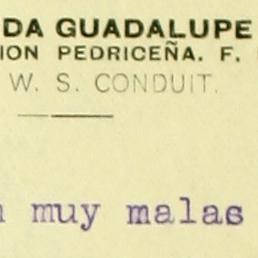 DA GUADALUPE
ION PEDRICEÑA. F.
W. S. CONDUIT.
muy malas